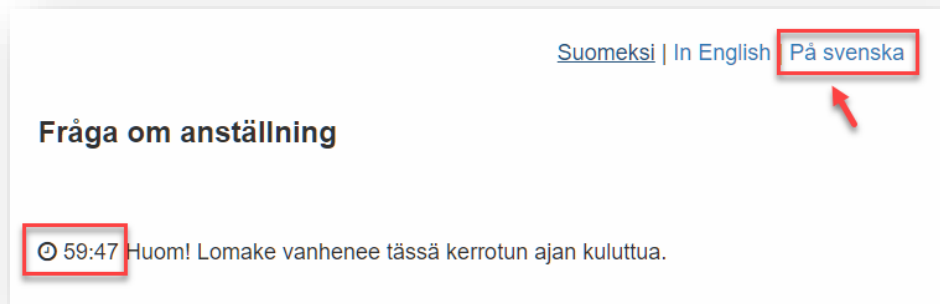 Suomeksi | In English | På svenska
Fråga om anställning
59:47 Huom! Lomake vanhenee tässä kerrotun ajan kuluttua.